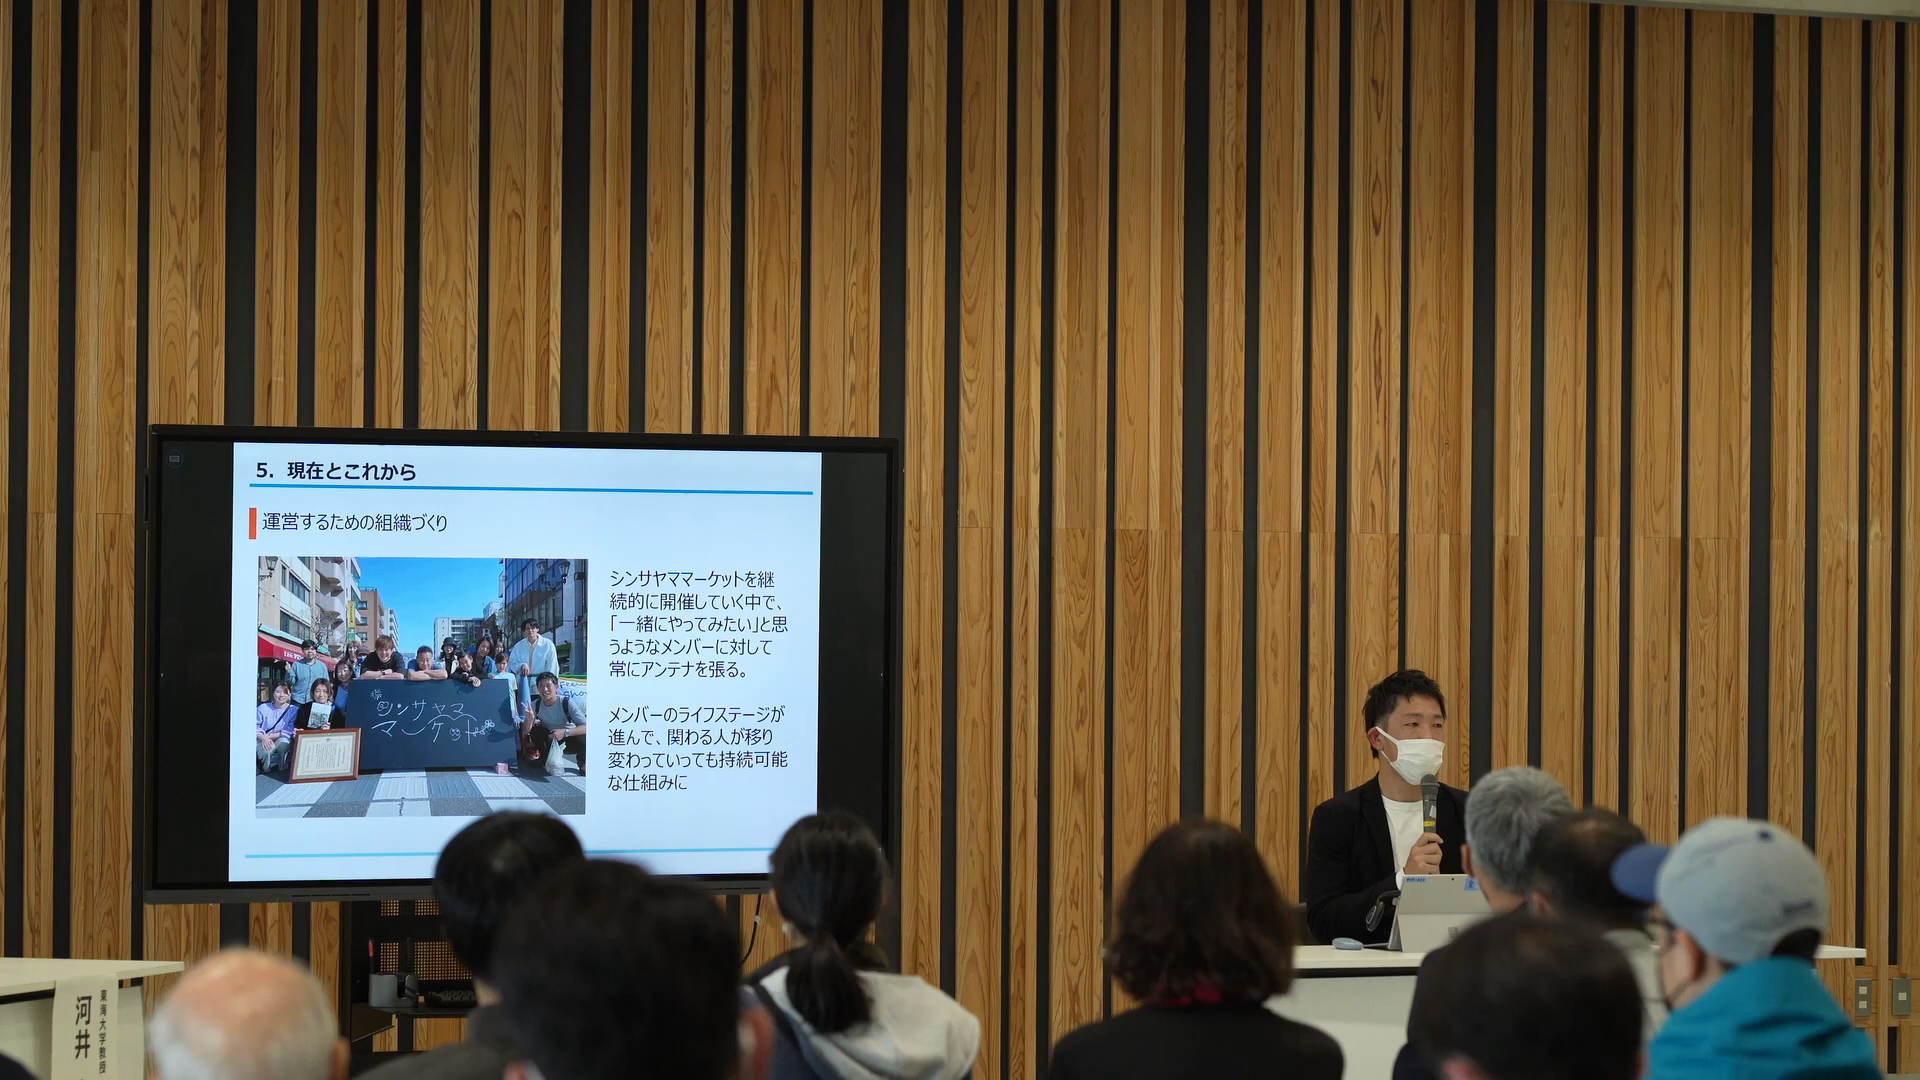 5. 現在とこれから
運営するための組織づくり
シンサヤママーケットを継
続的に開催していく中で、
「一緒にやってみたい」と思
うようなメンバーに対して
常にアンテナを張る。
メンバーのライフステージが
進んで、関わる人が移り
変わっていっても持続可能
な仕組みに
シンサヤマ
マーケット
東海大学教授
河井